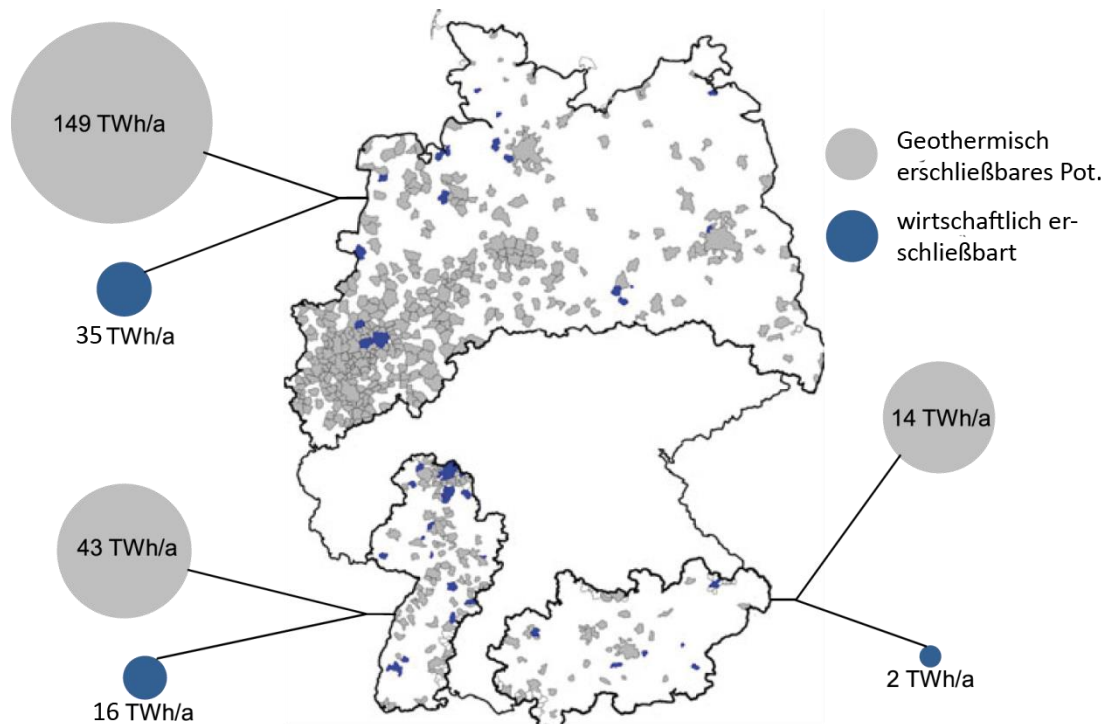 149 TWh/a
35 TWh/a
Geothermisch
erschließbares Pot.
wirtschaftlich er-
schließbart
14 TWh/a
2 TWh/a
43 TWh/a
16 TWh/a